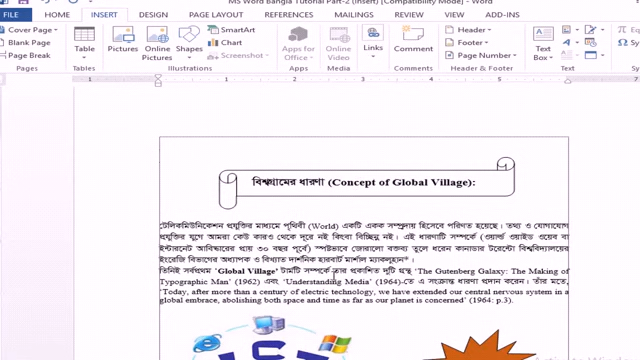 MS Word Bangla Tutorial Part-2 (Insert) [Compatibility Mode] - Word
FILE HOME INSERT DESIGN PAGE LAYOUT REFERENCES MAILINGS REVIEW VIEW ADD-INS
Cover Page
Blank Page
Page Break
Pages
Table
Tables
Pictures
Online Pictures
Shapes
SmartArt
Chart
Screenshot
Illustrations
Apps for Office
Apps
Online Video
Media
Links
Comment
Comments
Header
Footer
Page Number
Header & Footer
Text Box
Text
Equ
Sy
বিশ্বগ্রামের ধারণা (Concept of Global Village):
টেলিকমিউনিকেশন প্রযুক্তির মাধ্যমে পৃথিবী (World) একটি একক সম্প্রদায় হিসেবে পরিণত হয়েছে। তথ্য ও যোগাযোগ
প্রযুক্তির যুগে আমরা কেউ কারও থেকে দূরে নই কিংবা বিচ্ছিন্ন নই। এই ধারণাটি সম্পর্কে (ওয়ার্ল্ড ওয়াইড ওয়েব বা
ইন্টারনেট আবিষ্কারের প্রায় ৩০ বছর পূর্বে) স্পষ্টভাবে জোরালো বক্তব্য তুলে ধরেন কানাডার টরেন্টো বিশ্ববিদ্যালয়ের
ইংরেজি বিভাগের অধ্যাপক ও বিখ্যাত দার্শনিক হারবার্ট মার্শাল ম্যাকলুহান*।
তিনিই সর্বপ্রথম 'Global Village' টার্মটি সম্পর্কে তার প্রকাশিত দুটি গ্রন্থ 'The Gutenberg Galaxy: The Making of
Typographic Man' (1962) এবং 'Understanding Media' (1964)-তে এ সংক্রান্ত ধারণা প্রদান করেন। তাঁর মতে,
'Today, after more than a century of electric technology, we have extended our central nervous system in a
global embrace, abolishing both space and time as far as our planet is concerned' (1964: p.3).